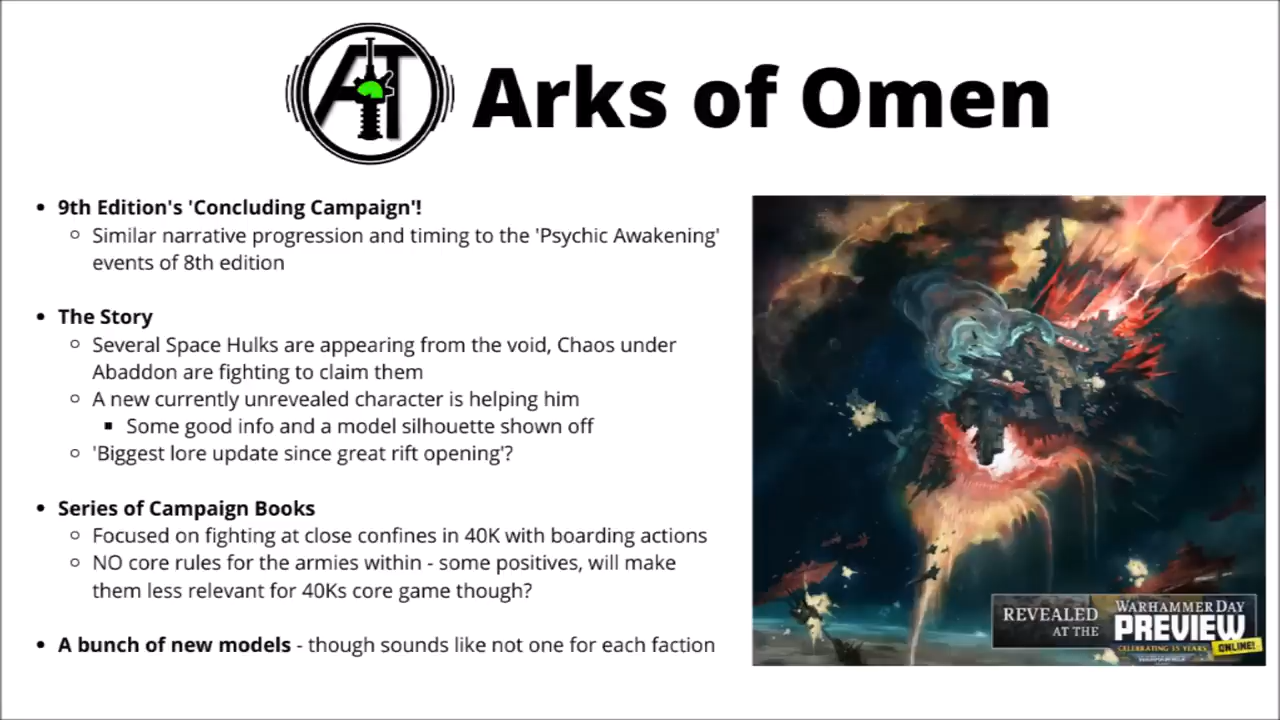 AT
Arks of Omen
• 9th Edition's 'Concluding Campaign'!
○ Similar narrative progression and timing to the 'Psychic Awakening'
events of 8th edition
• The Story
○ Several Space Hulks are appearing from the void, Chaos under
Abaddon are fighting to claim them
○ A new currently unrevealed character is helping him
▪ Some good info and a model silhouette shown off
○ 'Biggest lore update since great rift opening'?
• Series of Campaign Books
○ Focused on fighting at close confines in 40K with boarding actions
○ NO core rules for the armies within - some positives, will make
them less relevant for 40Ks core game though?
• A bunch of new models - though sounds like not one for each faction
REVEALED
AT THE
WARHAMMER DAY
PREVIEW
CELEBRATING 35 YEARS
ONLINE!
WARHAMMER